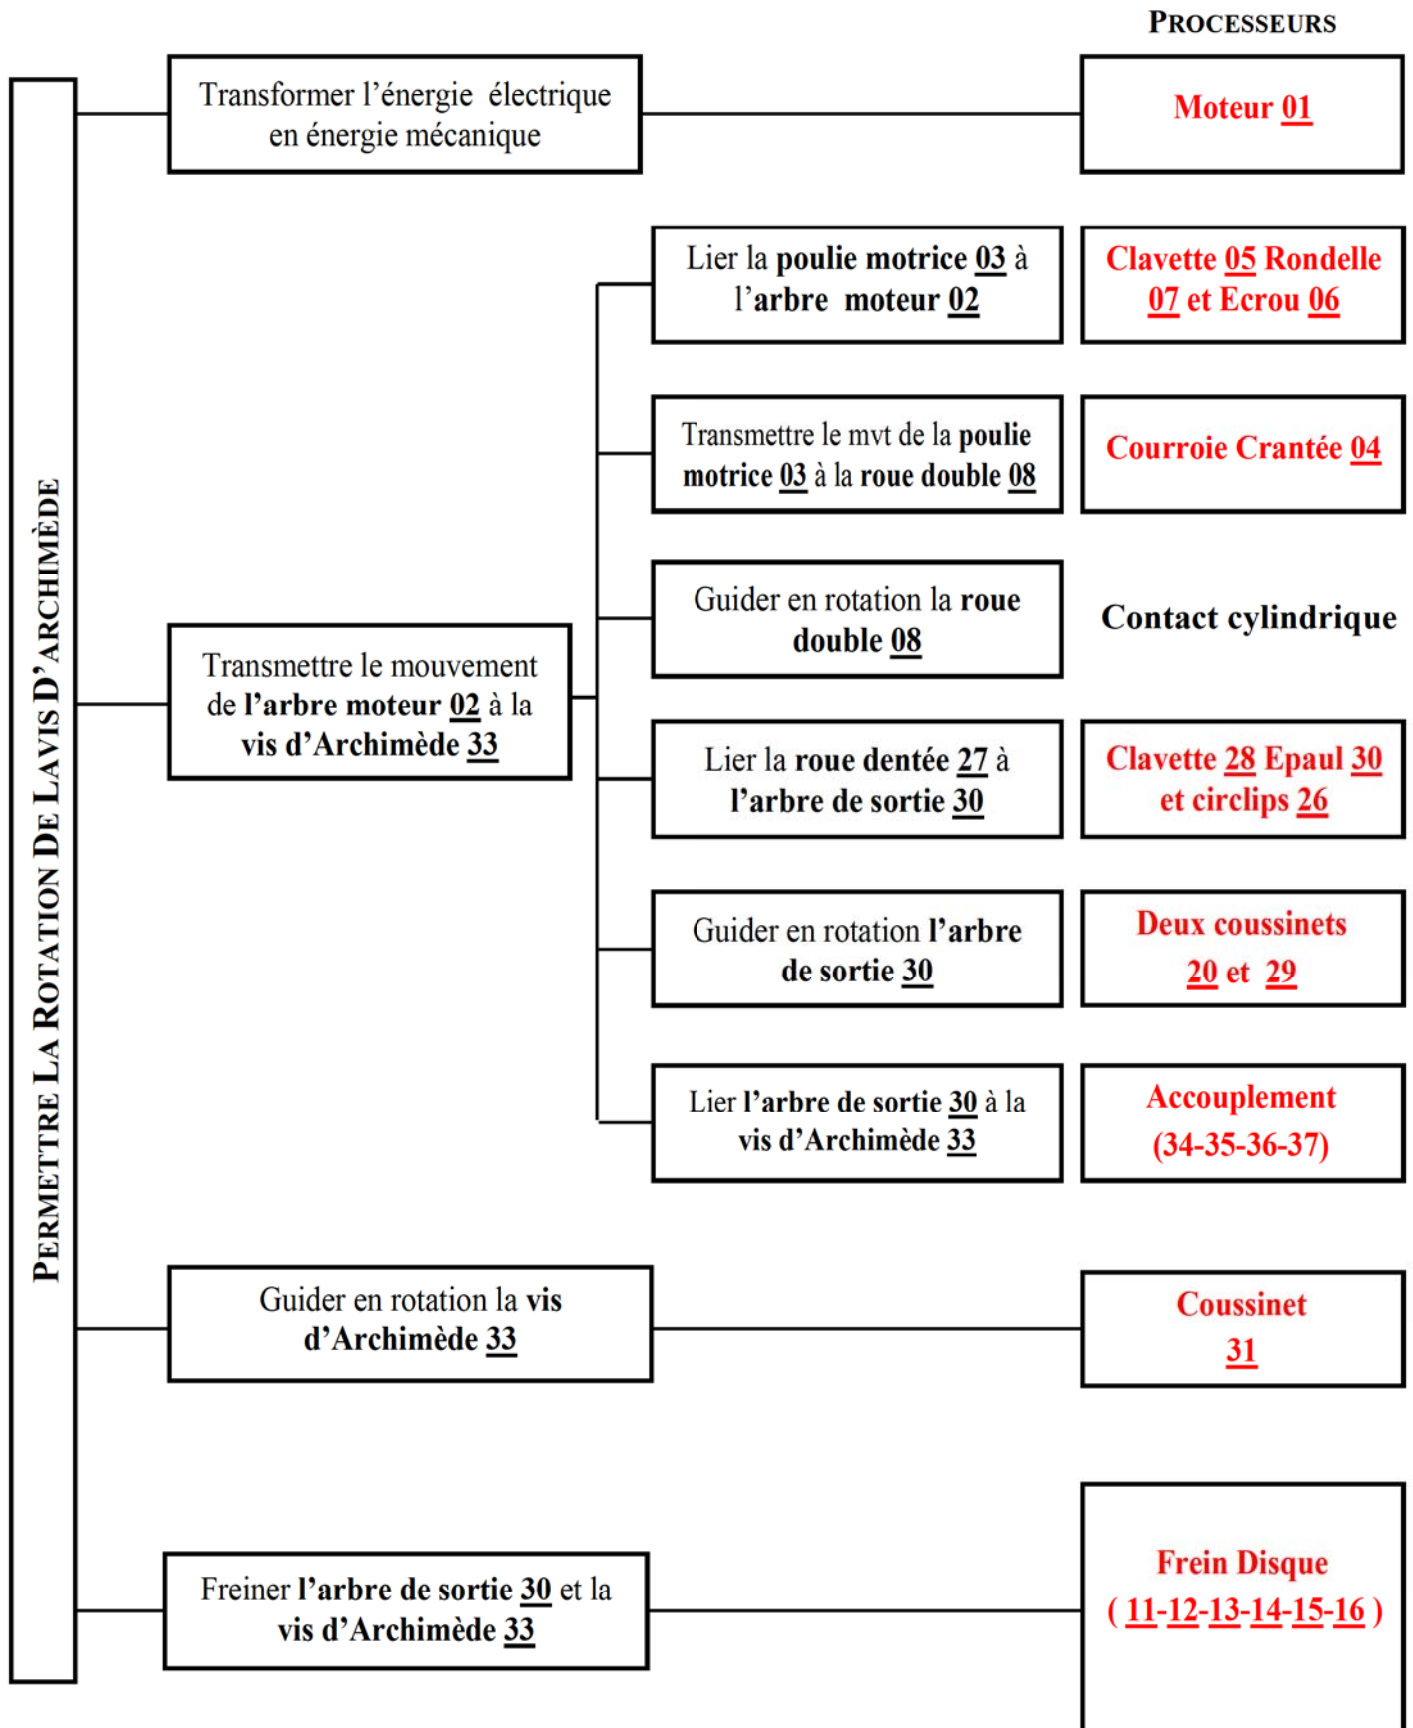 PROCESSEURS
PERMETTRE LA ROTATION DE LAVIS D'ARCHIMÈDE
Transformer l'énergie électrique
en énergie mécanique
Moteur 01
Transmettre le mouvement
de l'arbre moteur 02 à la
vis d'Archimède 33
Lier la poulie motrice 03 à
l'arbre moteur 02
Clavette 05 Rondelle
07 et Ecrou 06
Transmettre le mvt de la poulie
motrice 03 à la roue double 08
Courroie Crantée 04
Guider en rotation la roue
double 08
Contact cylindrique
Lier la roue dentée 27 à
l'arbre de sortie 30
Clavette 28 Epaul 30
et circlips 26
Guider en rotation l'arbre
de sortie 30
Deux coussinets
20 et 29
Lier l'arbre de sortie 30 à la
vis d'Archimède 33
Accouplement
(34-35-36-37)
Guider en rotation la vis
d'Archimède 33
Coussinet
31
Freiner l'arbre de sortie 30 et la
vis d'Archimède 33
Frein Disque
( 11-12-13-14-15-16 )